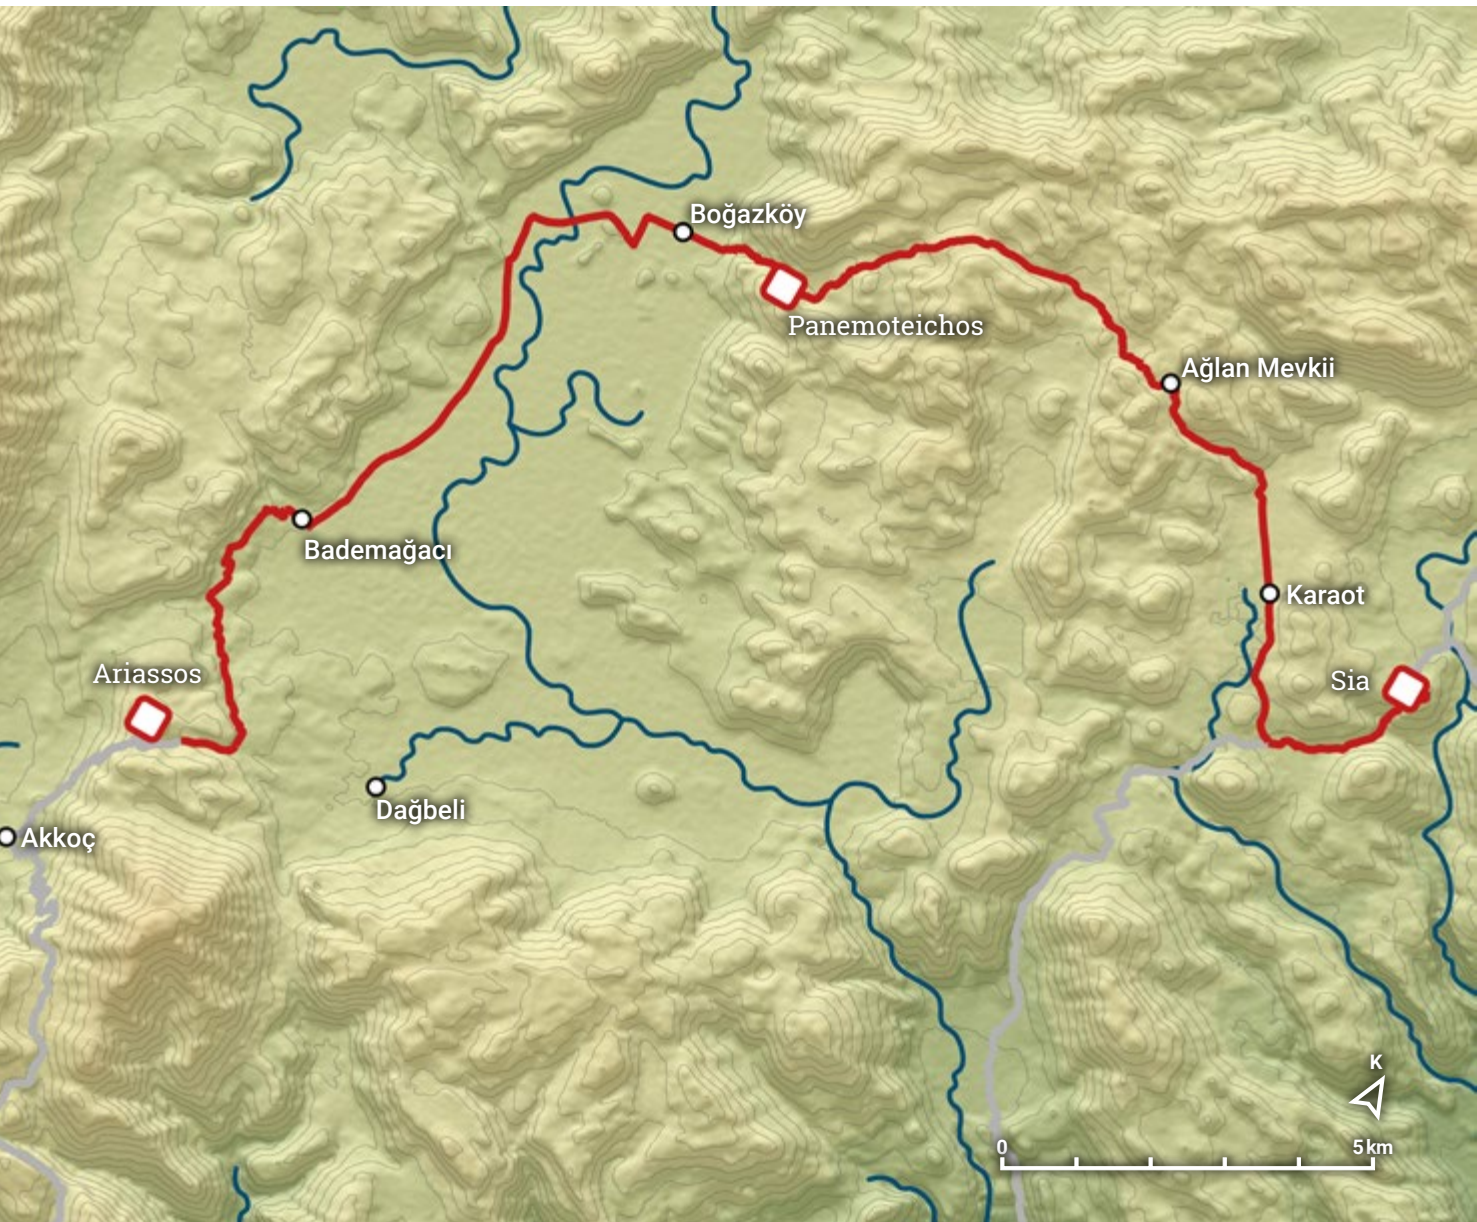 Boğazköy
Panemoteichos
Ağlan Mevkii
Bademağacı
Karaot
Ariassos
Sia
Dağbeli
Akkoç
K
0 5 km